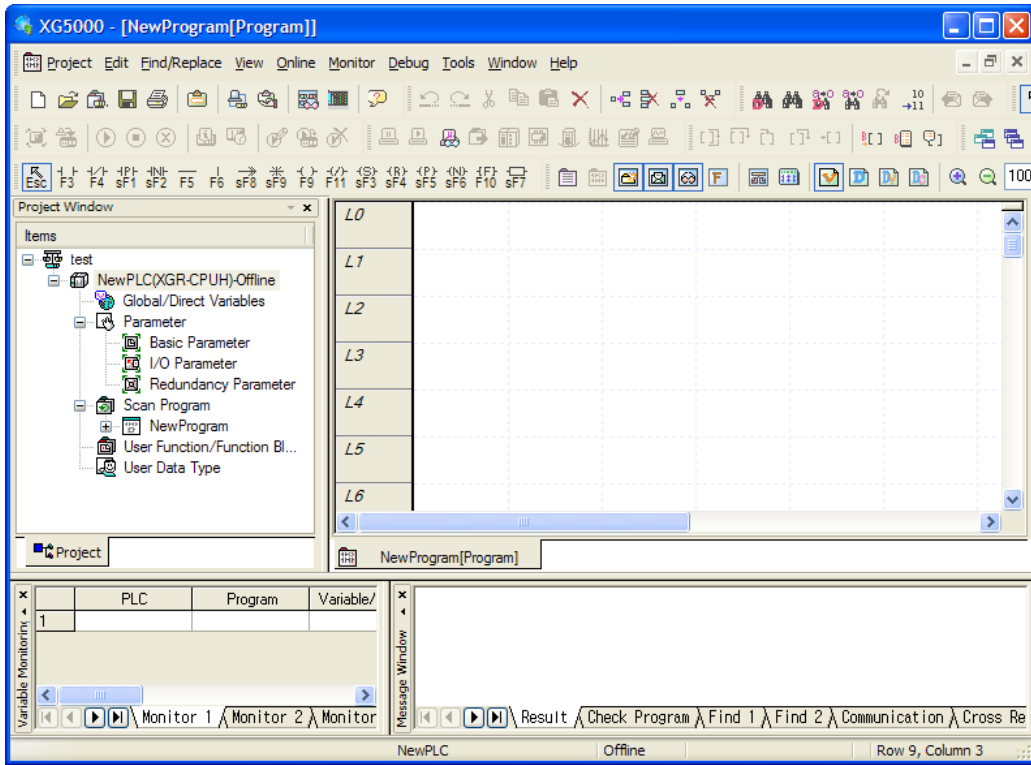 XG5000 - [NewProgram[Program]]
Project Edit Find/Replace View Online Monitor Debug Tools Window Help
Esc F3 F4 sF1 sF2 F5 F6 sF8 sF9 F9 F11 sF3 sF4 sF5 sF6 F10 sF7 100
Project Window
Items
test
NewPLC(XGR-CPUH)-Offline
Global/Direct Variables
Parameter
Basic Parameter
I/O Parameter
Redundancy Parameter
Scan Program
NewProgram
User Function/Function Bl...
User Data Type
Project
L0
L1
L2
L3
L4
L5
L6
NewProgram[Program]
Variable Monitoring
PLC Program Variable/
1
Monitor 1 Monitor 2 Monitor
Message Window
Result Check Program Find 1 Find 2 Communication Cross Re
NewPLC Offline Row 9, Column 3